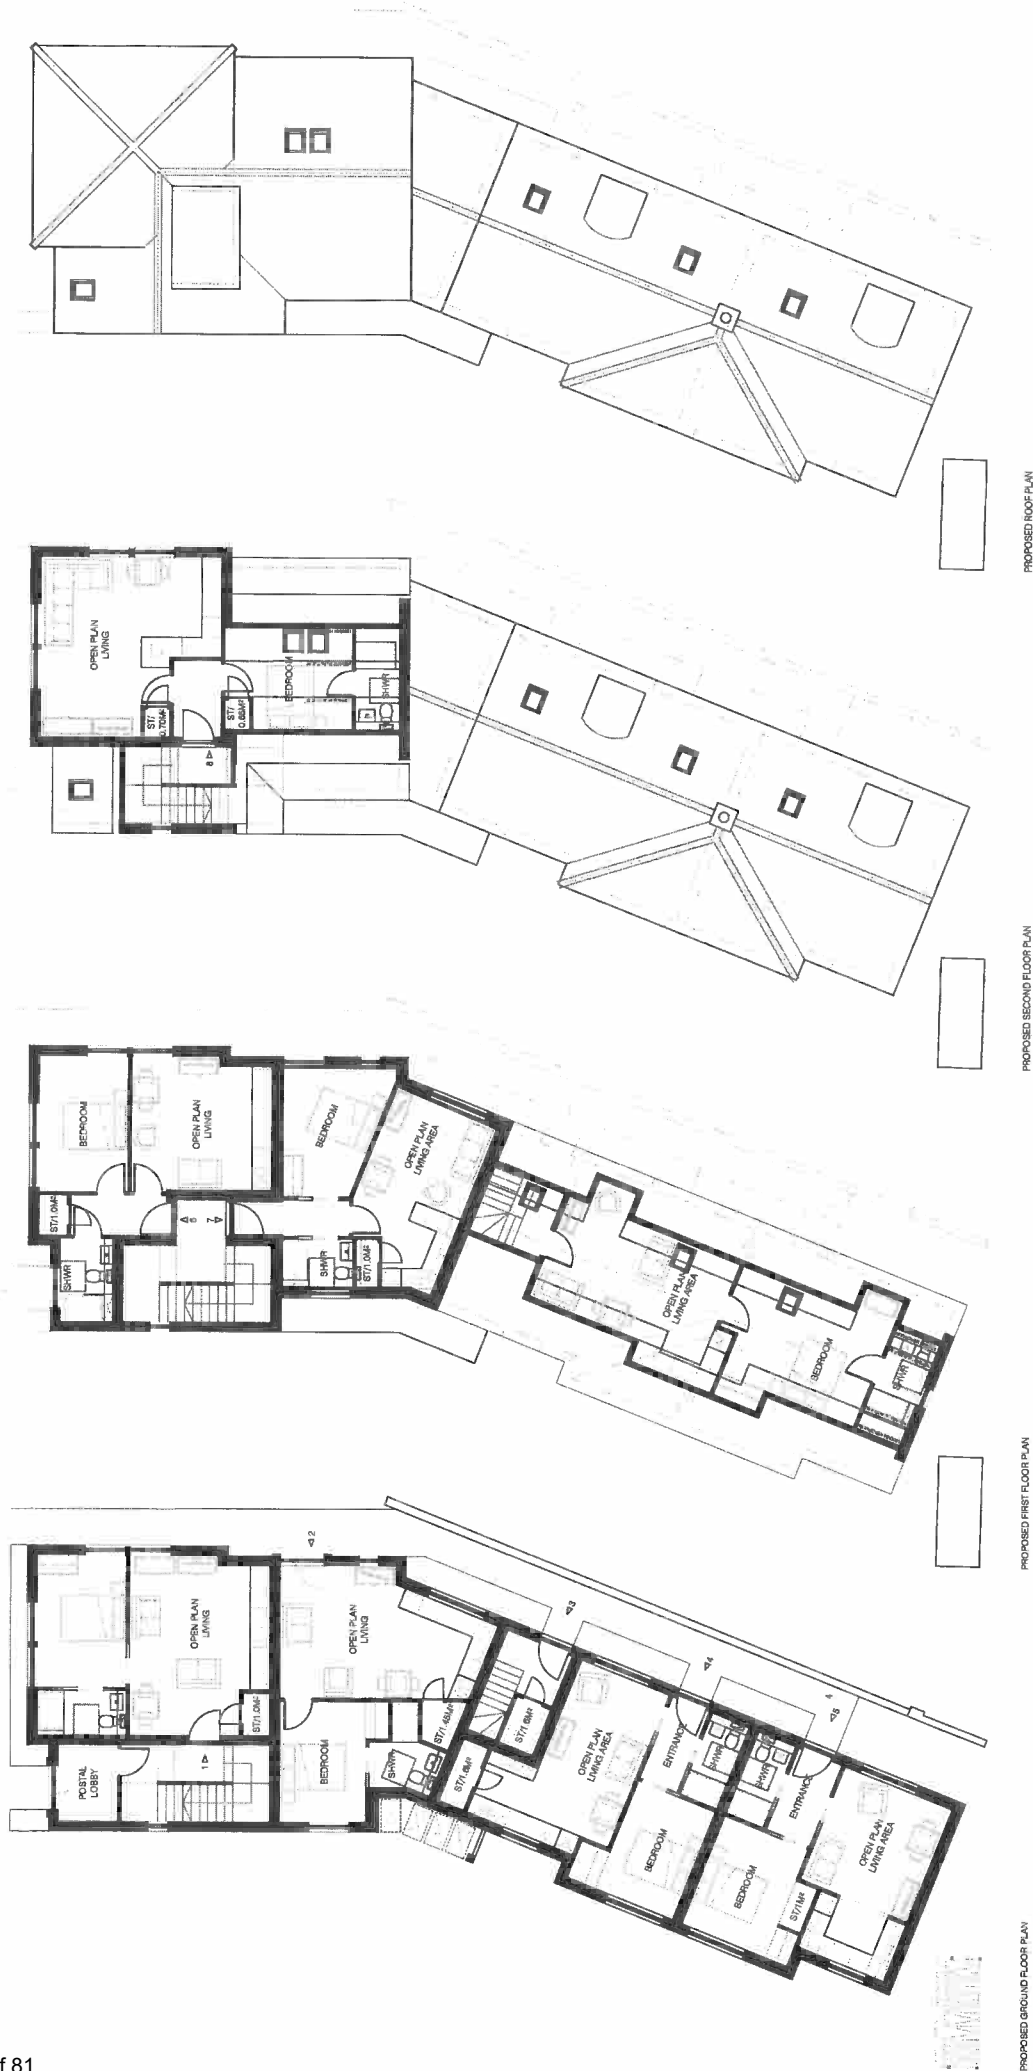 PROPOSED ROOF PLAN
OPEN PLAN
LIVING
BEDROOM
SHWR
ST/
0.70M²
ST/
0.65M²
8
PROPOSED SECOND FLOOR PLAN
BEDROOM
OPEN PLAN
LIVING
BEDROOM
OPEN PLAN
LIVING AREA
ST/1.0M²
6
7
SHWR
SHWR
ST/1.0M²
OPEN PLAN
LIVING AREA
BEDROOM
SHWR
PROPOSED FIRST FLOOR PLAN
2
3
4
4
5
OPEN PLAN
LIVING
OPEN PLAN
LIVING
ST/1.0M²
POSTAL
LOBBY
1
BEDROOM
SHWR
ST/1.45M²
ST/1.6M²
ST/1.6M²
OPEN PLAN
LIVING AREA
ENTRANCE
SHWR
SHWR
ENTRANCE
BEDROOM
BEDROOM
ST/1M²
OPEN PLAN
LIVING AREA
PROPOSED GROUND FLOOR PLAN
f 81